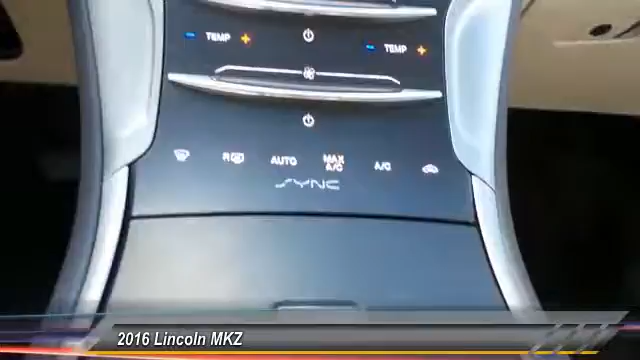 TEMP
TEMP
R
AUTO
MAX
A/C
A/C
SYNC
2016 Lincoln MKZ